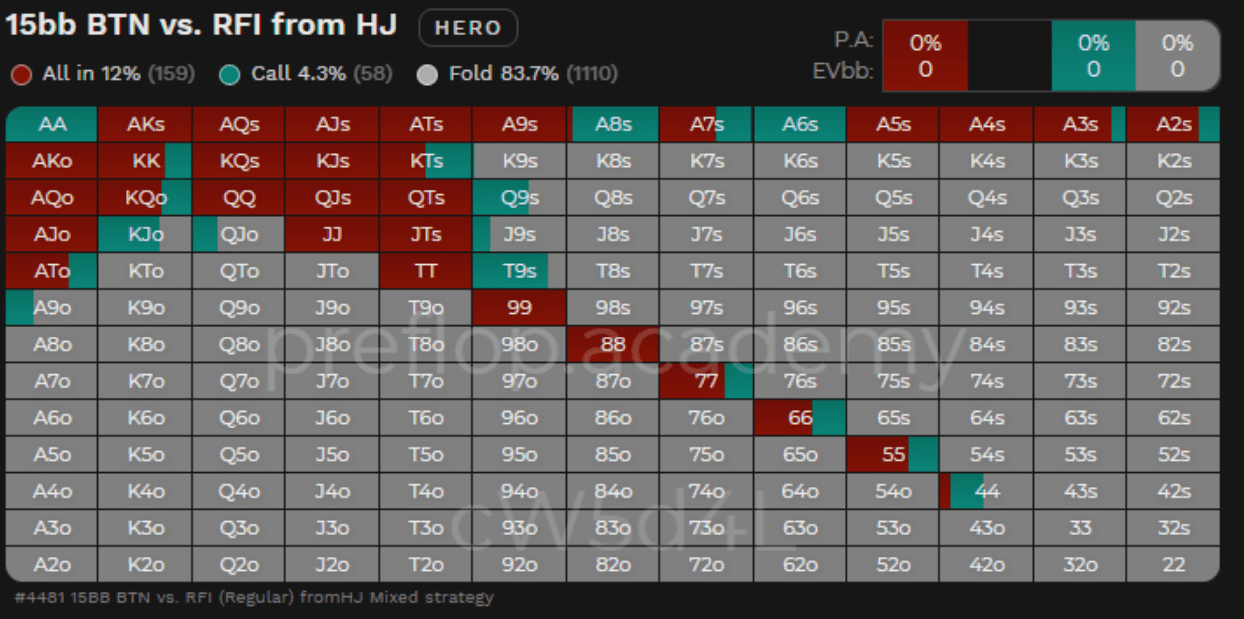 15bb BTN vs. RFI from HJ HERO
P.A: 0% 0% 0%
All in 12% (159) Call 4.3% (58) Fold 83.7% (1110) EVbb: 0 0 0
AA AKs AQs AJs ATs A9s A8s A7s A6s A5s A4s A3s A2s
AKo KK KQs KJs KTs K9s K8s K7s K6s K5s K4s K3s K2s
AQo KQo QQ QJs QTs Q9s Q8s Q7s Q6s Q5s Q4s Q3s Q2s
AJo KJo QJo JJ JTs J9s J8s J7s J6s J5s J4s J3s J2s
ATo KTo QTo JTo TT T9s T8s T7s T6s T5s T4s T3s T2s
A9o K9o Q9o J9o T9o 99 98s 97s 96s 95s 94s 93s 92s
A8o K8o Q8o J8o T8o 98o 88 87s 86s 85s 84s 83s 82s
preflop.academy
A7o K7o Q7o J7o T7o 97o 87o 77 76s 75s 74s 73s 72s
A6o K6o Q6o J6o T6o 96o 86o 76o 66 65s 64s 63s 62s
A5o K5o Q5o J5o T5o 95o 85o 75o 65o 55 54s 53s 52s
A4o K4o Q4o J4o T4o 94o 84o 74o 64o 54o 44 43s 42s
cW5d4L
A3o K3o Q3o J3o T3o 93o 83o 73o 63o 53o 43o 33 32s
A2o K2o Q2o J2o T2o 92o 82o 72o 62o 52o 42o 32o 22
#4481 15BB BTN vs. RFI (Regular) fromHJ Mixed strategy